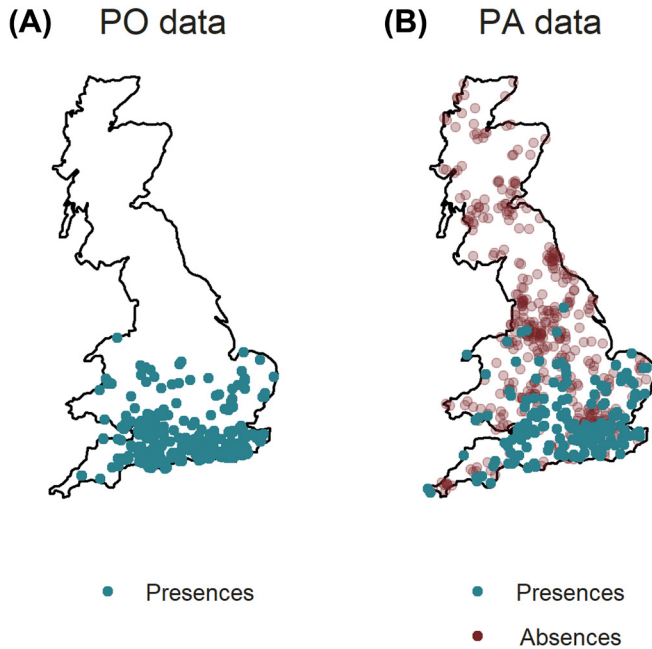 (A) PO data
(B) PA data
Presences
Presences
Absences